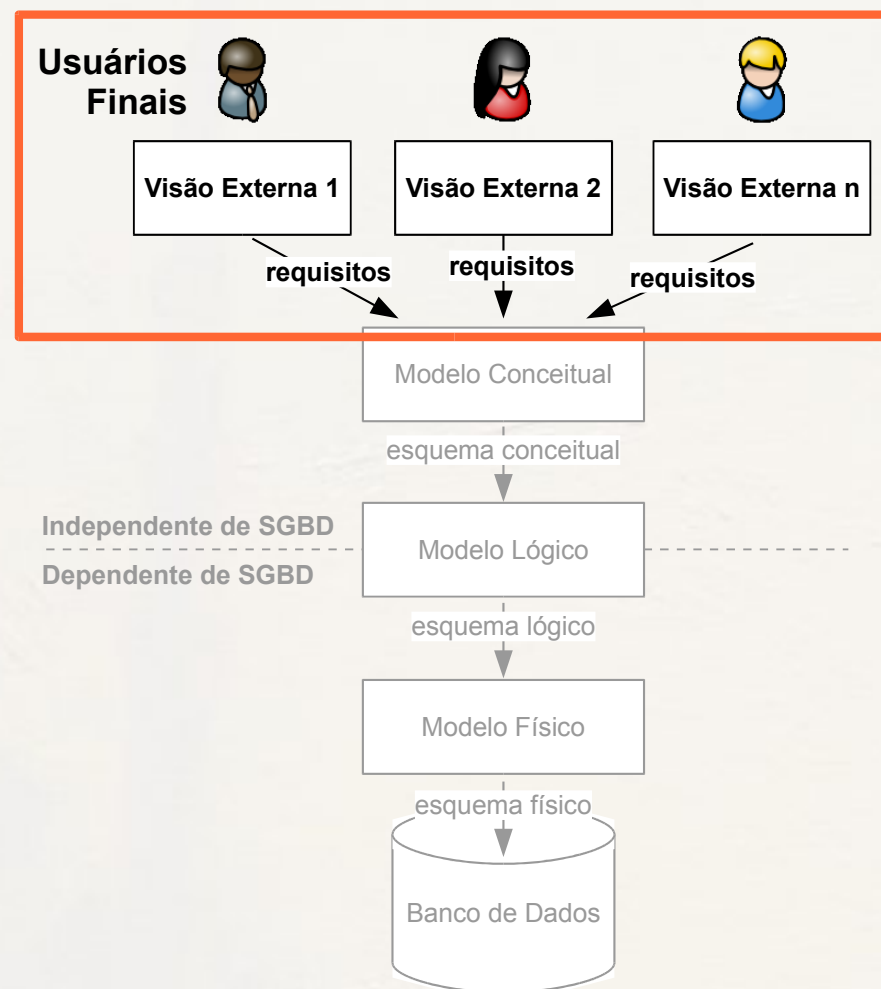 Usuários
Finais
Visão Externa 1
Visão Externa 2
Visão Externa n
requisitos
requisitos
requisitos
Modelo Conceitual
esquema conceitual
Independente de SGBD
Modelo Lógico
Dependente de SGBD
esquema lógico
Modelo Físico
esquema físico
Banco de Dados